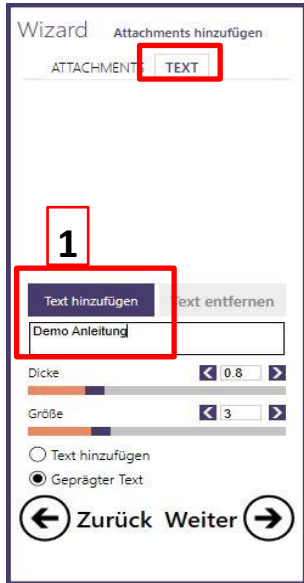 Wizard Attachments hinzufügen
ATTACHMENTS TEXT
1
Text hinzufügen Text entfernen
Demo Anleitung
Dicke 0.8
Größe 3
Text hinzufügen
Geprägter Text
Zurück Weiter